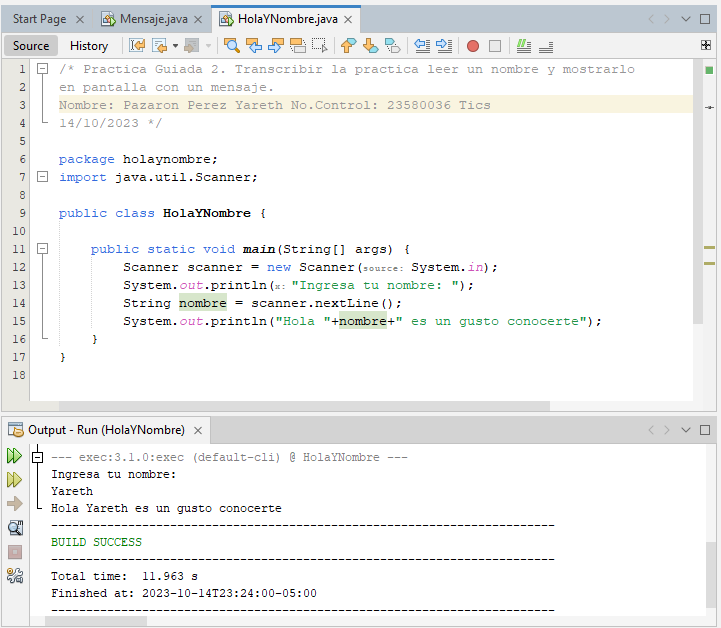 Start Page
Mensaje.java
HolaYNombre.java
Source
History
1 /* Practica Guiada 2. Transcribir la practica leer un nombre y mostrarlo
2 en pantalla con un mensaje.
3 Nombre: Pazaron Perez Yareth No.Control: 23580036 Tics
4 14/10/2023 */
5
6 package holaynombre;
7 import java.util.Scanner;
8
9 public class HolaYNombre {
10
11 public static void main(String[] args) {
12 Scanner scanner = new Scanner(source: System.in);
13 System.out.println(x: "Ingresa tu nombre: ");
14 String nombre = scanner.nextLine();
15 System.out.println("Hola "+nombre+" es un gusto conocerte");
16 }
17 }
18
Output - Run (HolaYNombre)
--- exec:3.1.0:exec (default-cli) @ HolaYNombre ---
Ingresa tu nombre:
Yareth
Hola Yareth es un gusto conocerte
------------------------------------------------------------------------
BUILD SUCCESS
------------------------------------------------------------------------
Total time: 11.963 s
Finished at: 2023-10-14T23:24:00-05:00
------------------------------------------------------------------------